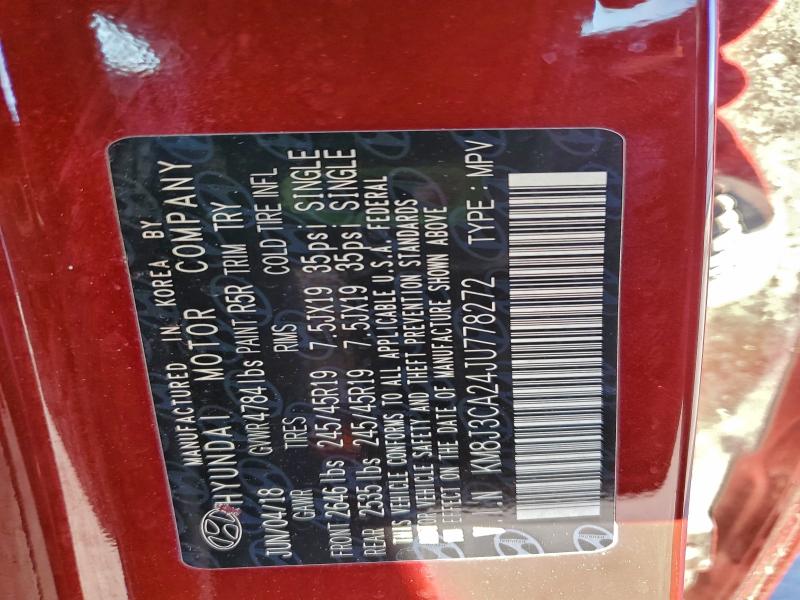 MANUFACTURED IN KOREA BY
HYUNDAI MOTOR COMPANY
JUN/04/18 GVWR 4784 lbs PAINT R5R TRIM TRY
GAWR TIRES RIMS COLD TIRE INFL
FRONT 2646 lbs 245/45R19 7.5JX19 35psi SINGLE
REAR 2535 lbs 245/45R19 7.5JX19 35psi SINGLE
THIS VEHICLE CONFORMS TO ALL APPLICABLE U.S.A. FEDERAL
VEHICLE SAFETY AND THEFT PREVENTION STANDARDS
EFFECT ON THE DATE OF MANUFACTURE SHOWN ABOVE
KM8J3CA24JU778272 TYPE : MPV